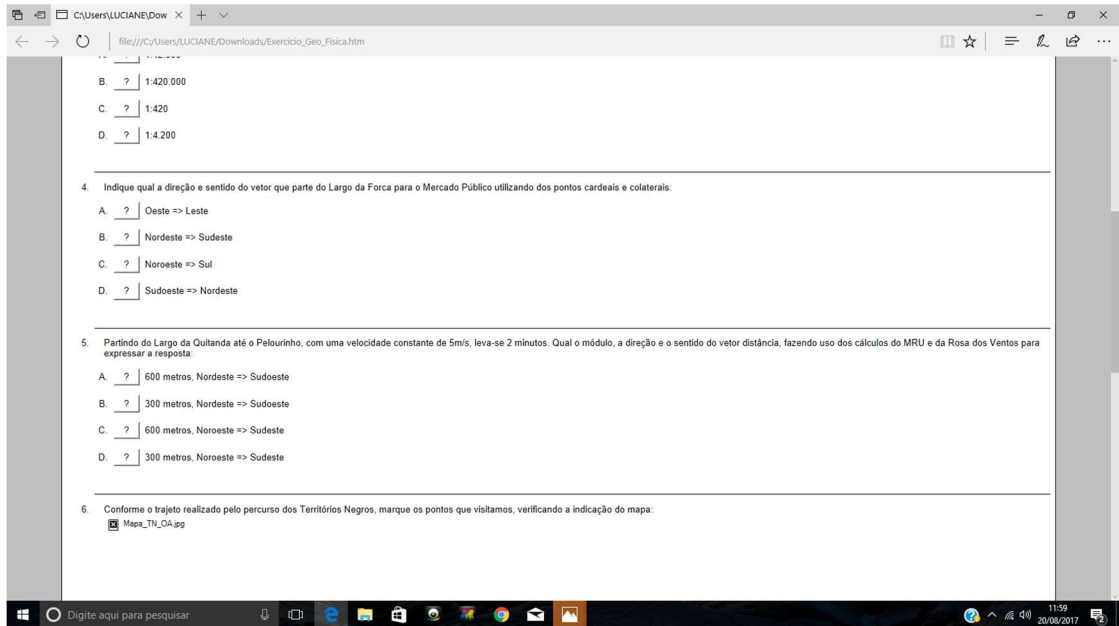 C:\Users\LUCIANE\Dow
file:///C:/Users/LUCIANE/Downloads/Exercicio_Geo_Fisica.htm
B. ? 1:420.000
C. ? 1:420
D. ? 1:4.200
4. Indique qual a direção e sentido do vetor que parte do Largo da Forca para o Mercado Público utilizando dos pontos cardeais e colaterais:
A. ? Oeste => Leste
B. ? Nordeste => Sudeste
C. ? Noroeste => Sul
D. ? Sudoeste => Nordeste
5. Partindo do Largo da Quitanda até o Pelourinho, com uma velocidade constante de 5m/s, leva-se 2 minutos. Qual o módulo, a direção e o sentido do vetor distância, fazendo uso dos cálculos do MRU e da Rosa dos Ventos para
expressar a resposta:
A. ? 600 metros, Nordeste => Sudoeste
B. ? 300 metros, Nordeste => Sudoeste
C. ? 600 metros, Noroeste => Sudeste
D. ? 300 metros, Noroeste => Sudeste
6. Conforme o trajeto realizado pelo percurso dos Territórios Negros, marque os pontos que visitamos, verificando a indicação do mapa:
Mapa_TN_OA.jpg
Digite aqui para pesquisar
11:59
20/08/2017